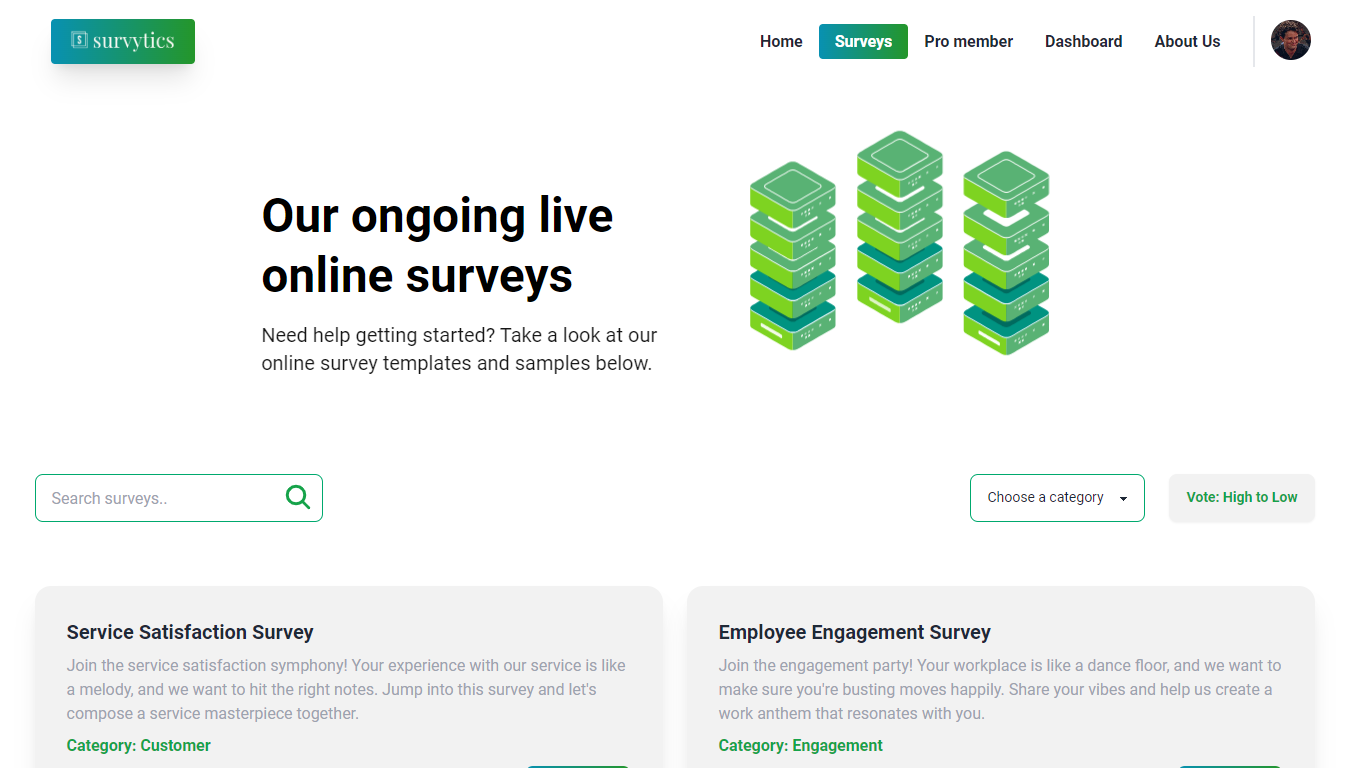 survytics
Home
Surveys
Pro member
Dashboard
About Us
Our ongoing live
online surveys
Need help getting started? Take a look at our
online survey templates and samples below.
Search surveys..
Choose a category
Vote: High to Low
Service Satisfaction Survey
Join the service satisfaction symphony! Your experience with our service is like
a melody, and we want to hit the right notes. Jump into this survey and let's
compose a service masterpiece together.
Category: Customer
Employee Engagement Survey
Join the engagement party! Your workplace is like a dance floor, and we want to
make sure you're busting moves happily. Share your vibes and help us create a
work anthem that resonates with you.
Category: Engagement